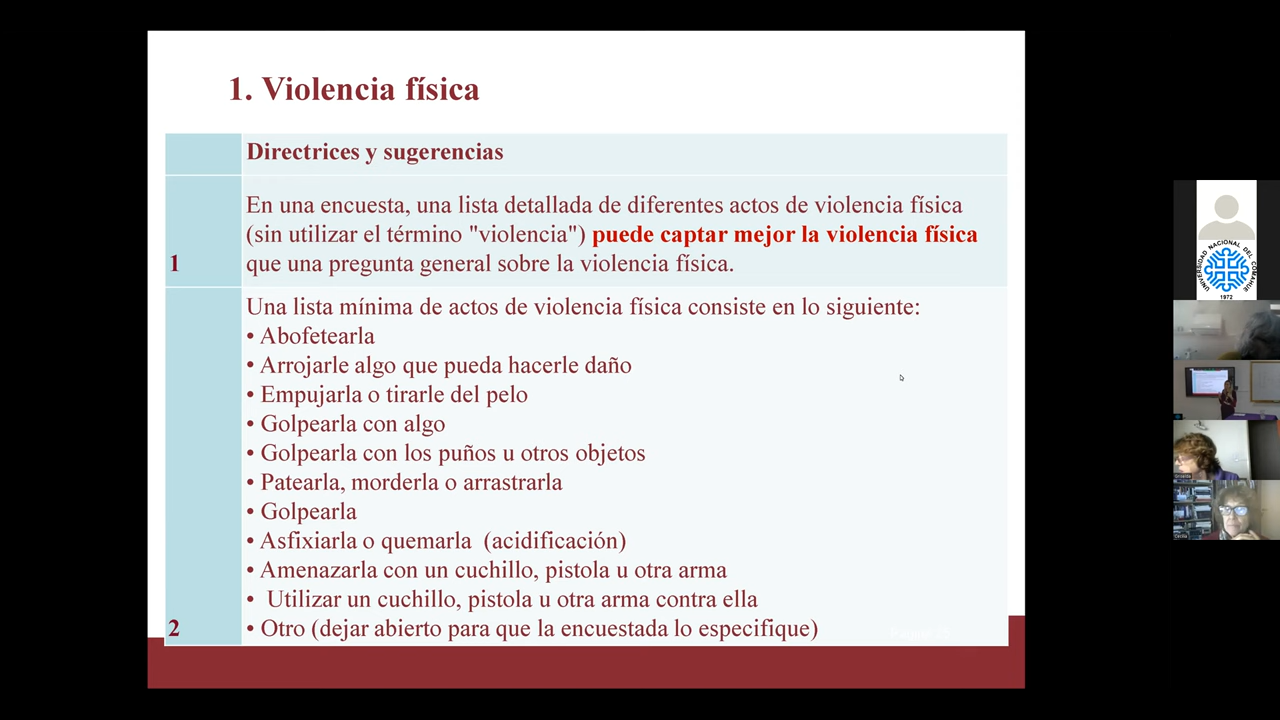 1. Violencia física
Directrices y sugerencias
En una encuesta, una lista detallada de diferentes actos de violencia física
(sin utilizar el término "violencia") puede captar mejor la violencia física
1 que una pregunta general sobre la violencia física.
Una lista mínima de actos de violencia física consiste en lo siguiente:
• Abofetearla
• Arrojarle algo que pueda hacerle daño
• Empujarla o tirarle del pelo
• Golpearla con algo
• Golpearla con los puños u otros objetos
• Patearla, morderla o arrastrarla
• Golpearla
• Asfixiarla o quemarla (acidificación)
• Amenazarla con un cuchillo, pistola u otra arma
• Utilizar un cuchillo, pistola u otra arma contra ella
2 • Otro (dejar abierto para que la encuestada lo especifique)
UNIVERSIDAD NACIONAL DEL COMAHUE
1972